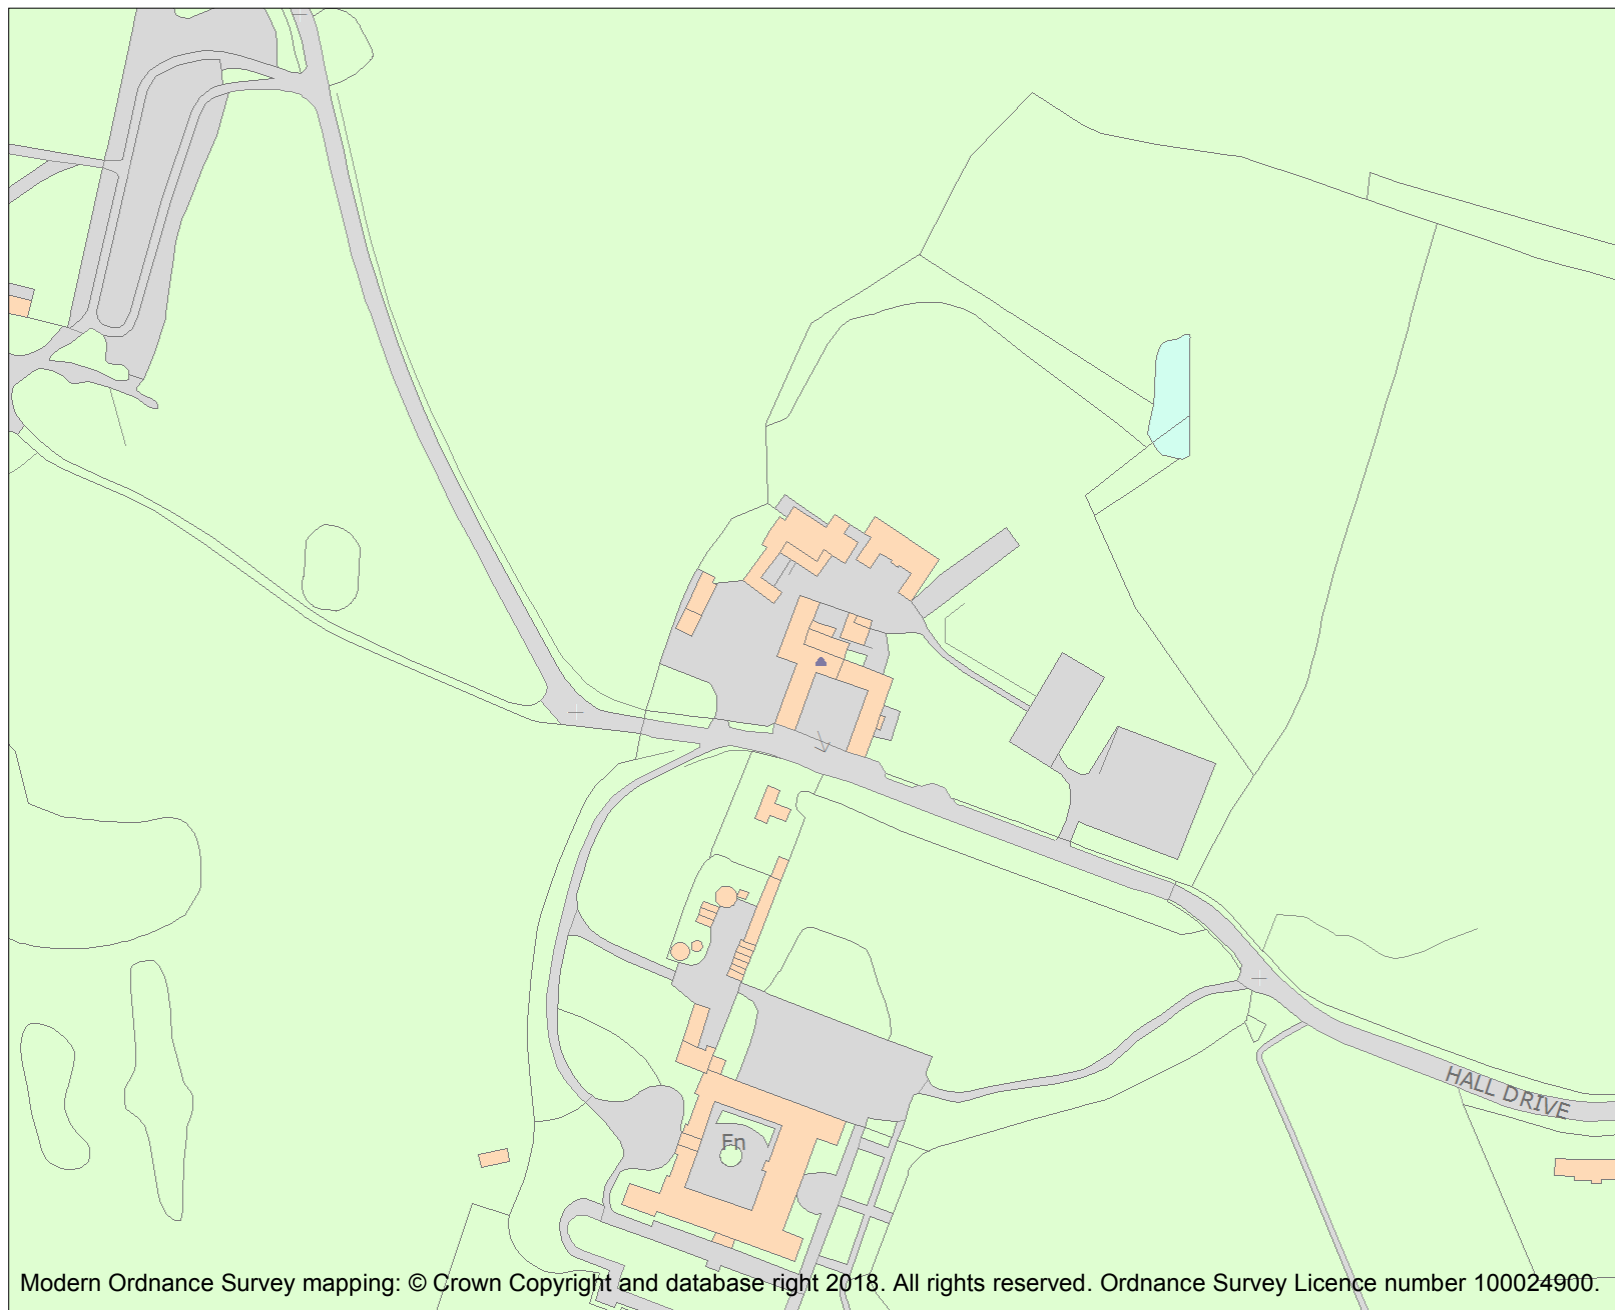 HALL DRIVE
Fn
Modern Ordnance Survey mapping: © Crown Copyright and database right 2018. All rights reserved. Ordnance Survey Licence number 100024900.